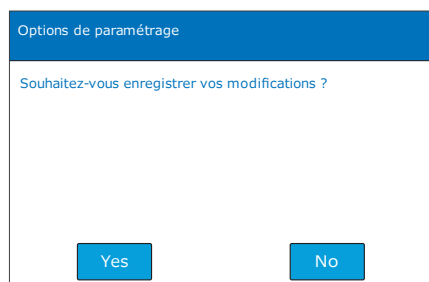 Options de paramétrage
Souhaitez-vous enregistrer vos modifications ?
Yes
No